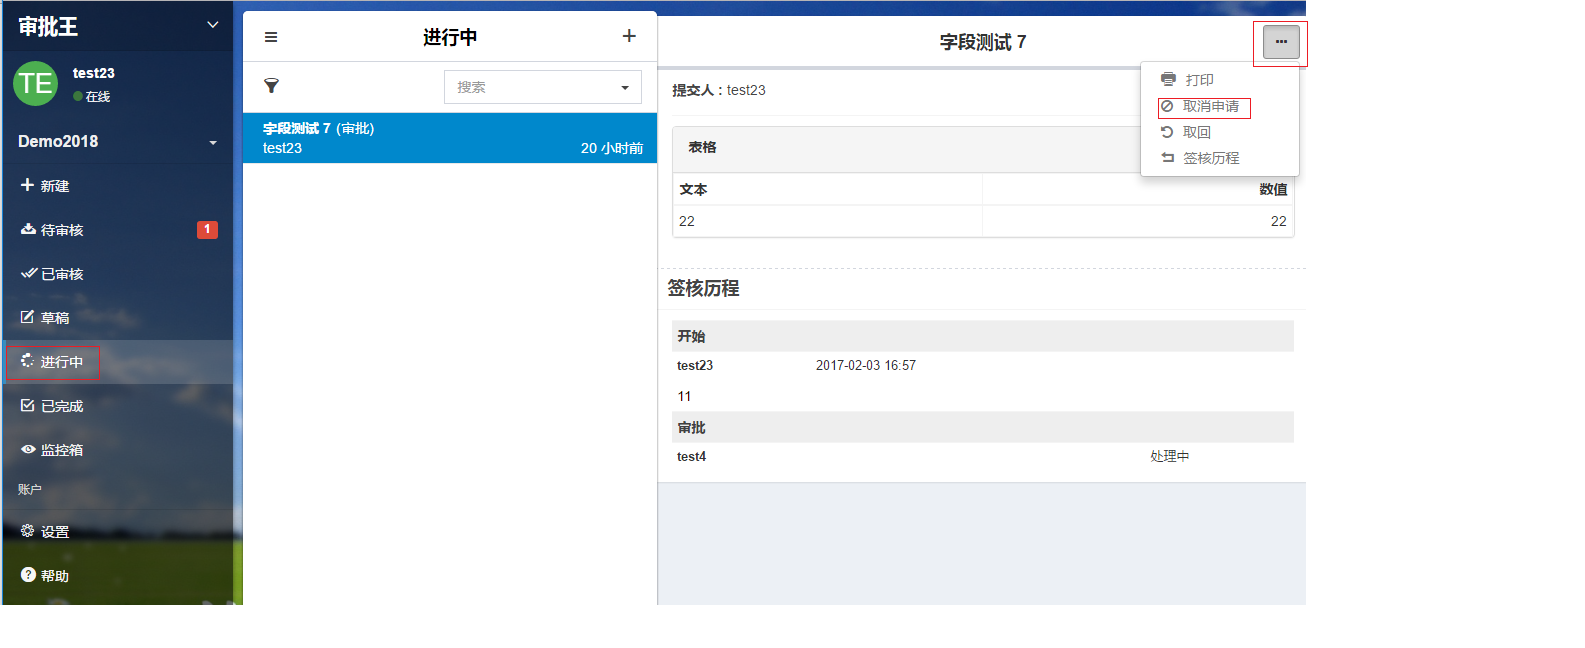 审批王
TE
test23
在线
Demo2018
新建
待审核
1
已审核
草稿
进行中
已完成
监控箱
账户
设置
帮助
进行中
搜索
字段测试 7 (审批)
test23
20 小时前
字段测试 7
打印
取消申请
取回
签核历程
提交人 : test23
表格
文本
数值
22
22
签核历程
开始
test23
2017-02-03 16:57
11
审批
test4
处理中